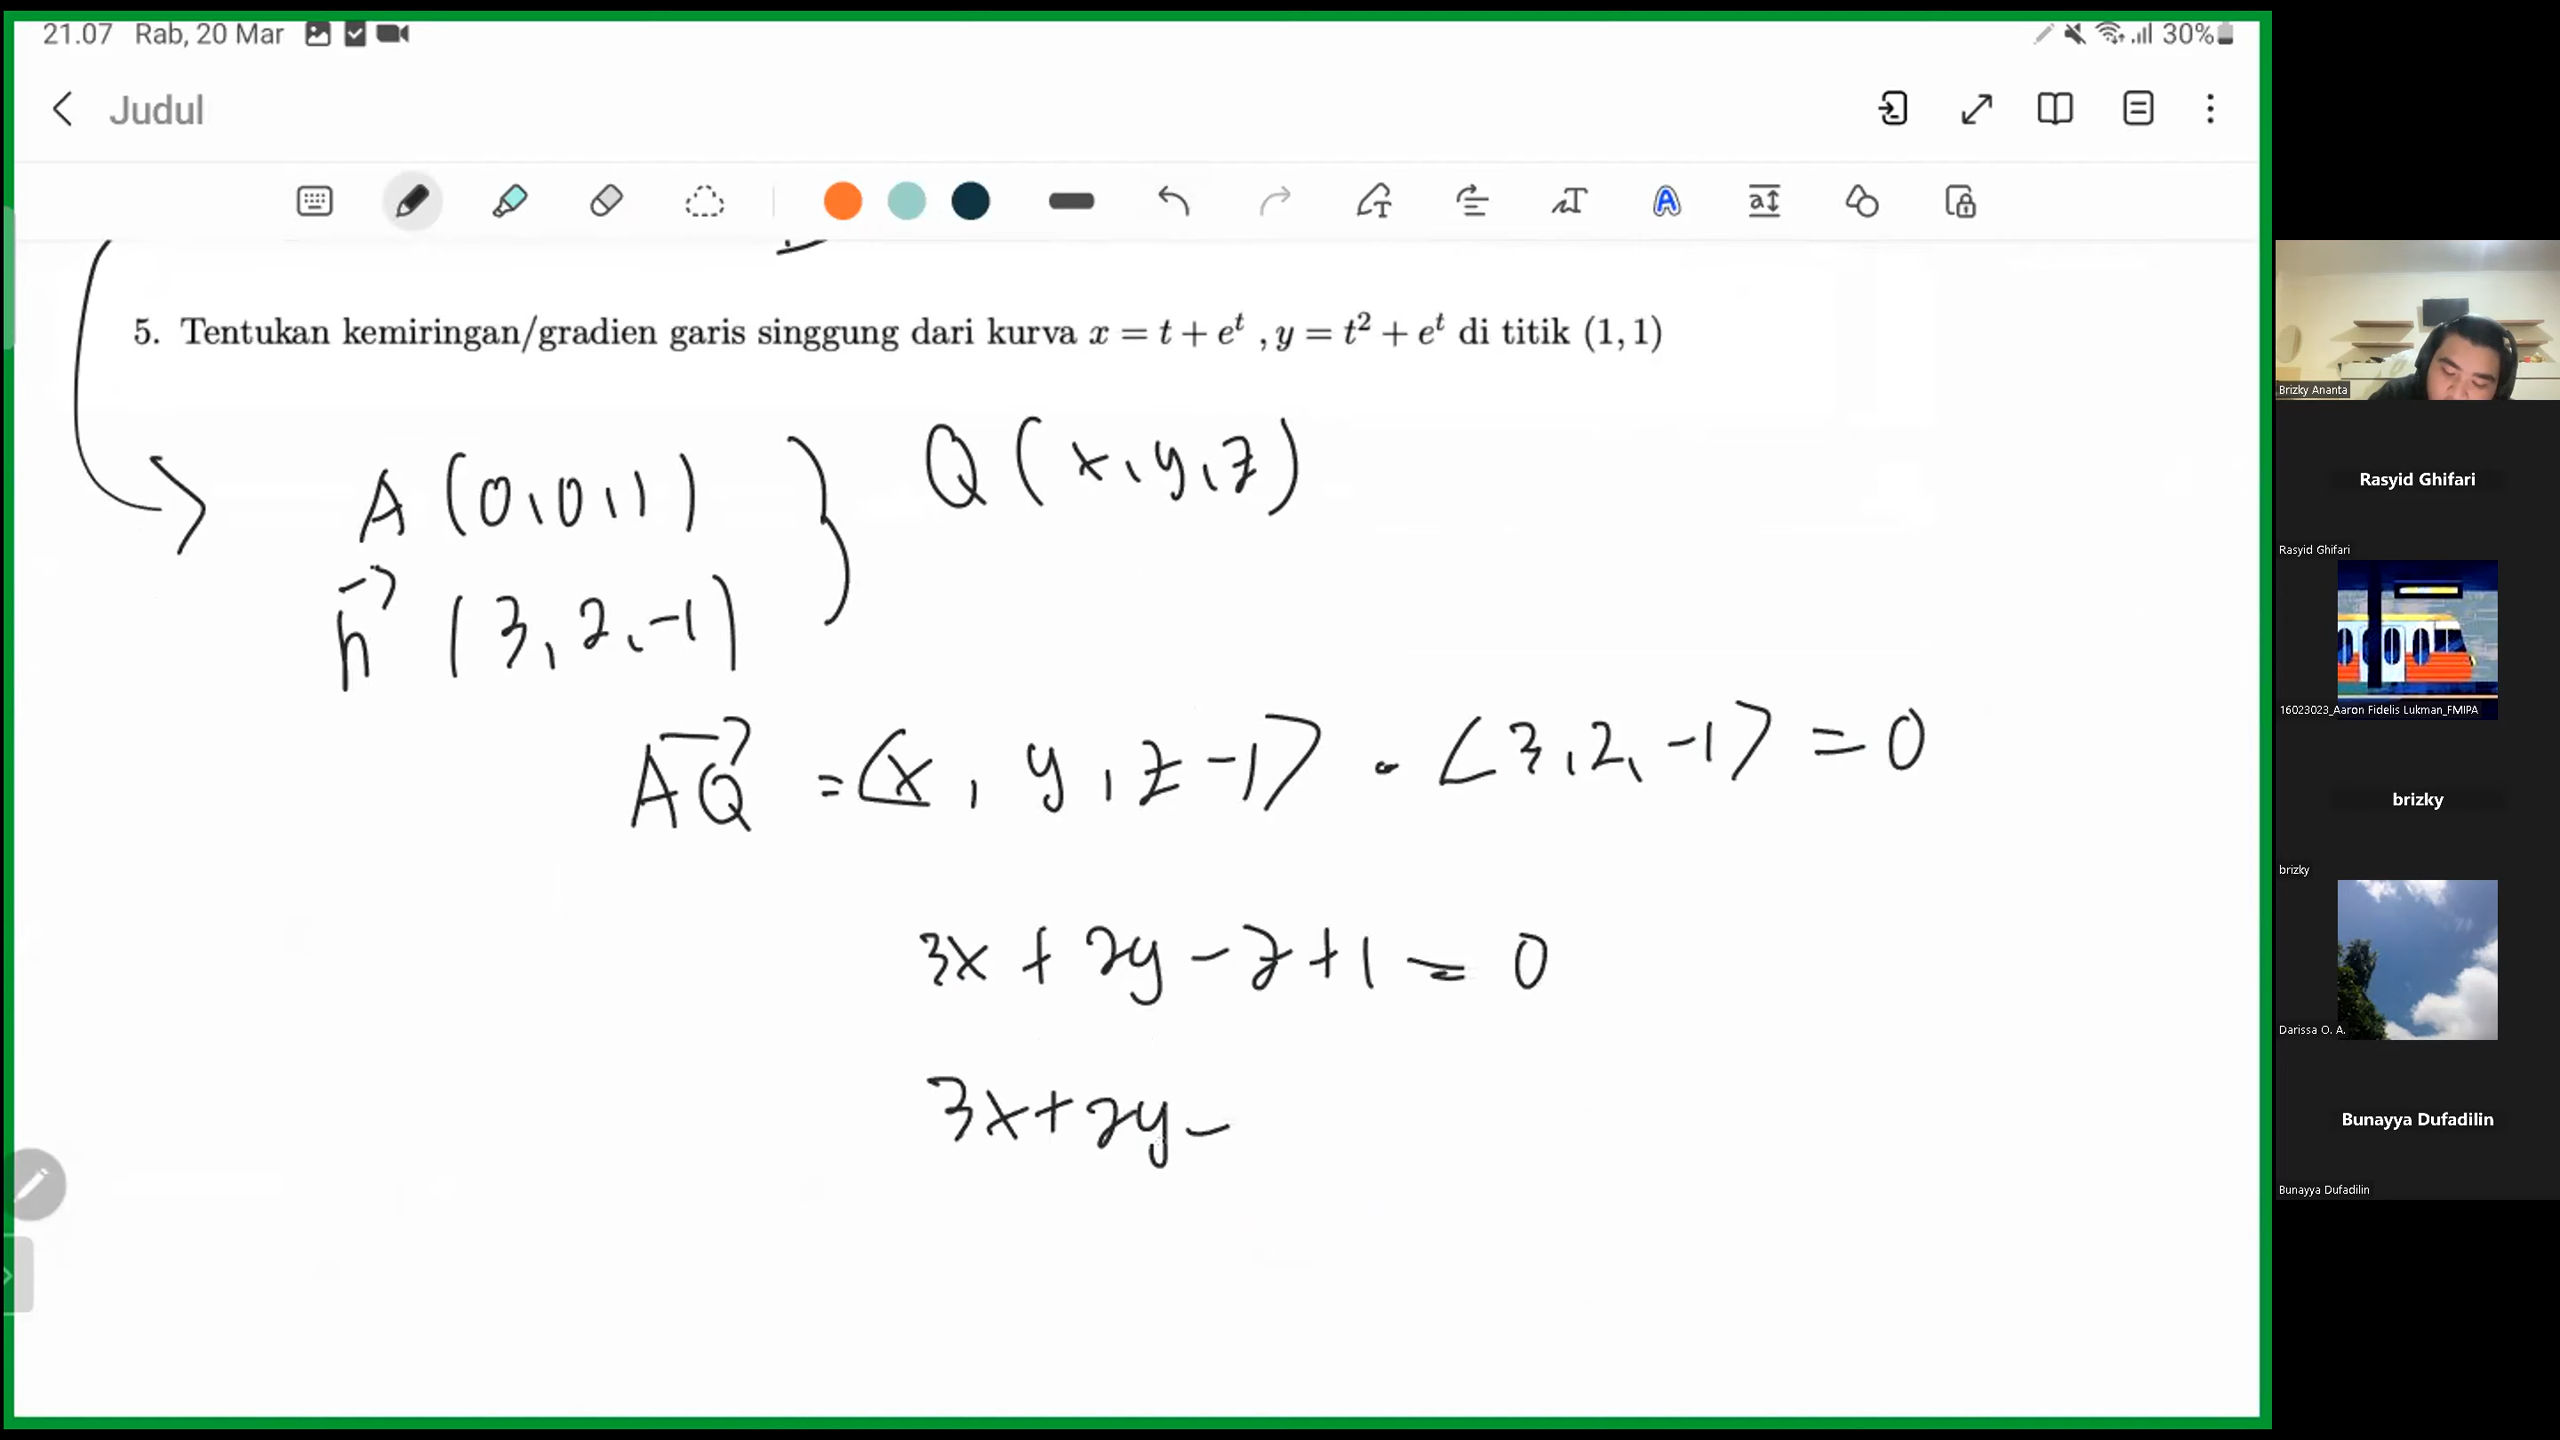 21.07 Rab, 20 Mar 30%
Judul
5. Tentukan kemiringan/gradien garis singgung dari kurva x = t + e^t , y = t² + e^t di titik (1, 1)
A (0,0,1) Q (x,y,z)
n⃗ (3,2,-1)
AQ⃗ = ⟨x, y, z-1⟩ · ⟨3,2,-1⟩ = 0
3x + 2y - z + 1 = 0
3x + 2y -
Brizky Ananta
Rasyid Ghifari
Rasyid Ghifari
16023023_Aaron Fidelis Lukman_FMIPA
brizky
brizky
Darissa O. A.
Bunayya Dufadilin
Bunayya Dufadilin